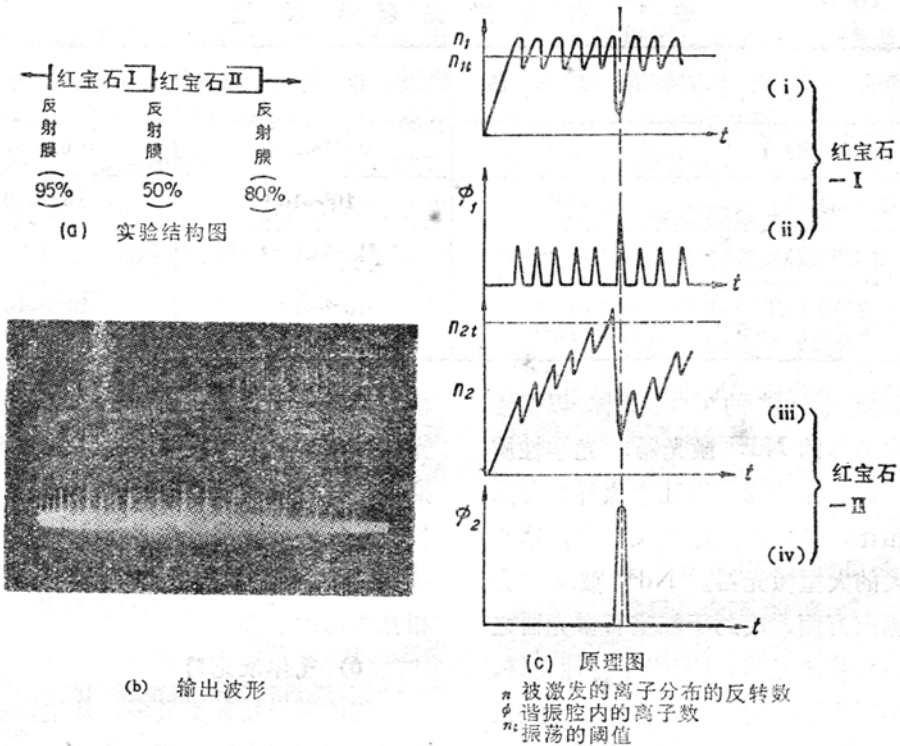 红宝石Ⅰ 红宝石Ⅱ
反射膜 反射膜 反射膜
(95%) (50%) (80%)
(a) 实验结构图
(b) 输出波形
n₁
n₁t
t
(i)
φ₁
t
(ii)
红宝石
—Ⅰ
n₂t
n₂
t
(iii)
φ₂
t
(iv)
红宝石
—Ⅱ
(c) 原理图
n 被激发的离子分布的反转数
φ 谐振腔内的离子数
nₜ 振荡的阈值